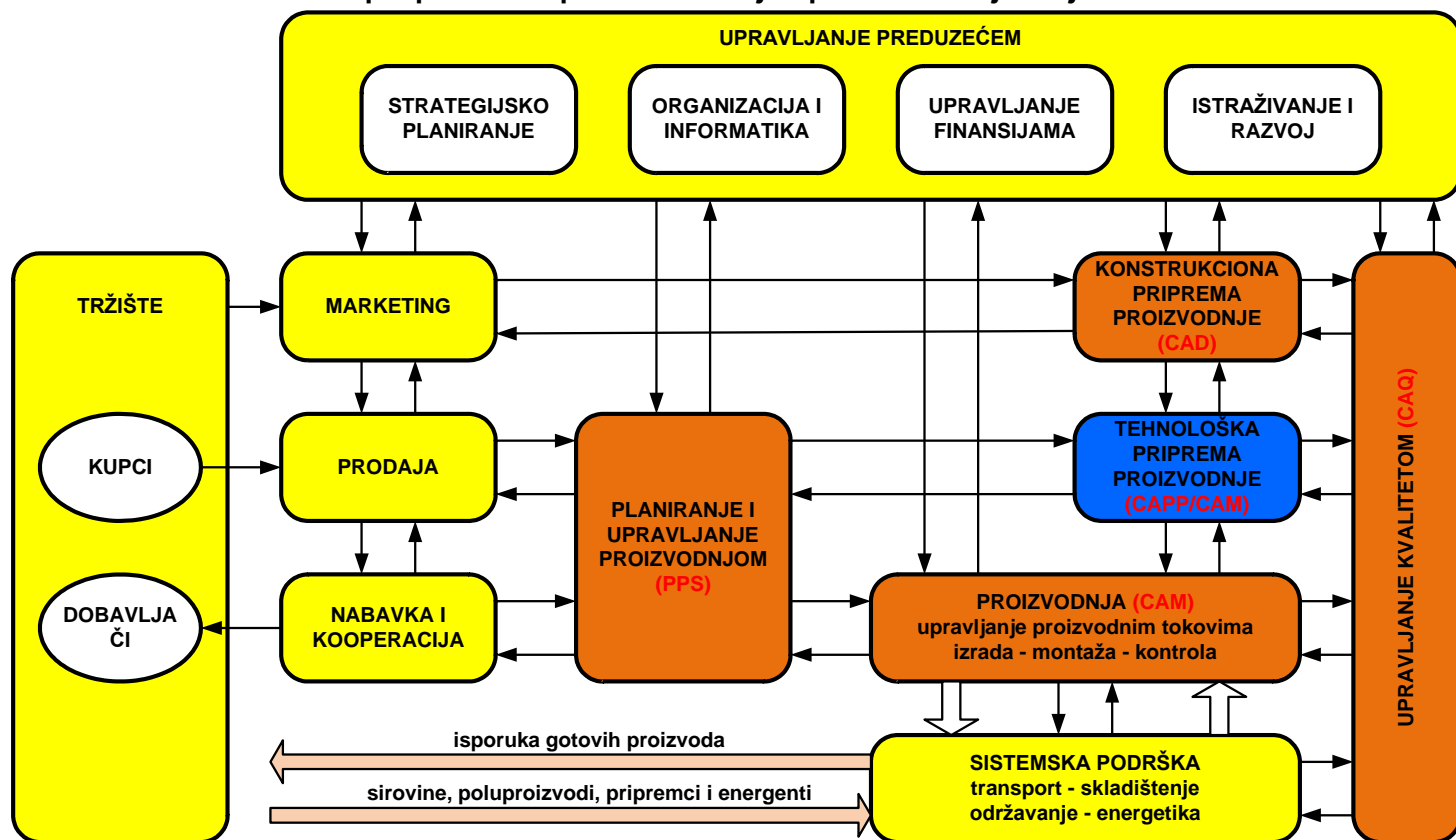 UPRAVLJANJE PREDUZEĆEM
STRATEGIJSKO
PLANIRANJE
ORGANIZACIJA I
INFORMATIKA
UPRAVLJANJE
FINANSIJAMA
ISTRAŽIVANJE I
RAZVOJ
TRŽIŠTE
MARKETING
KONSTRUKCIONA
PRIPREMA
PROIZVODNJE
(CAD)
KUPCI
PRODAJA
PLANIRANJE I
UPRAVLJANJE
PROIZVODNJOM
(PPS)
TEHNOLOŠKA
PRIPREMA
PROIZVODNJE
(CAPP/CAM)
UPRAVLJANJE KVALITETOM (CAQ)
DOBAVLJA
ČI
NABAVKA I
KOOPERACIJA
PROIZVODNJA (CAM)
upravljanje proizvodnim tokovima
izrada - montaža - kontrola
isporuka gotovih proizvoda
sirovine, poluproizvodi, pripremci i energenti
SISTEMSKA PODRŠKA
transport - skladištenje
održavanje - energetika